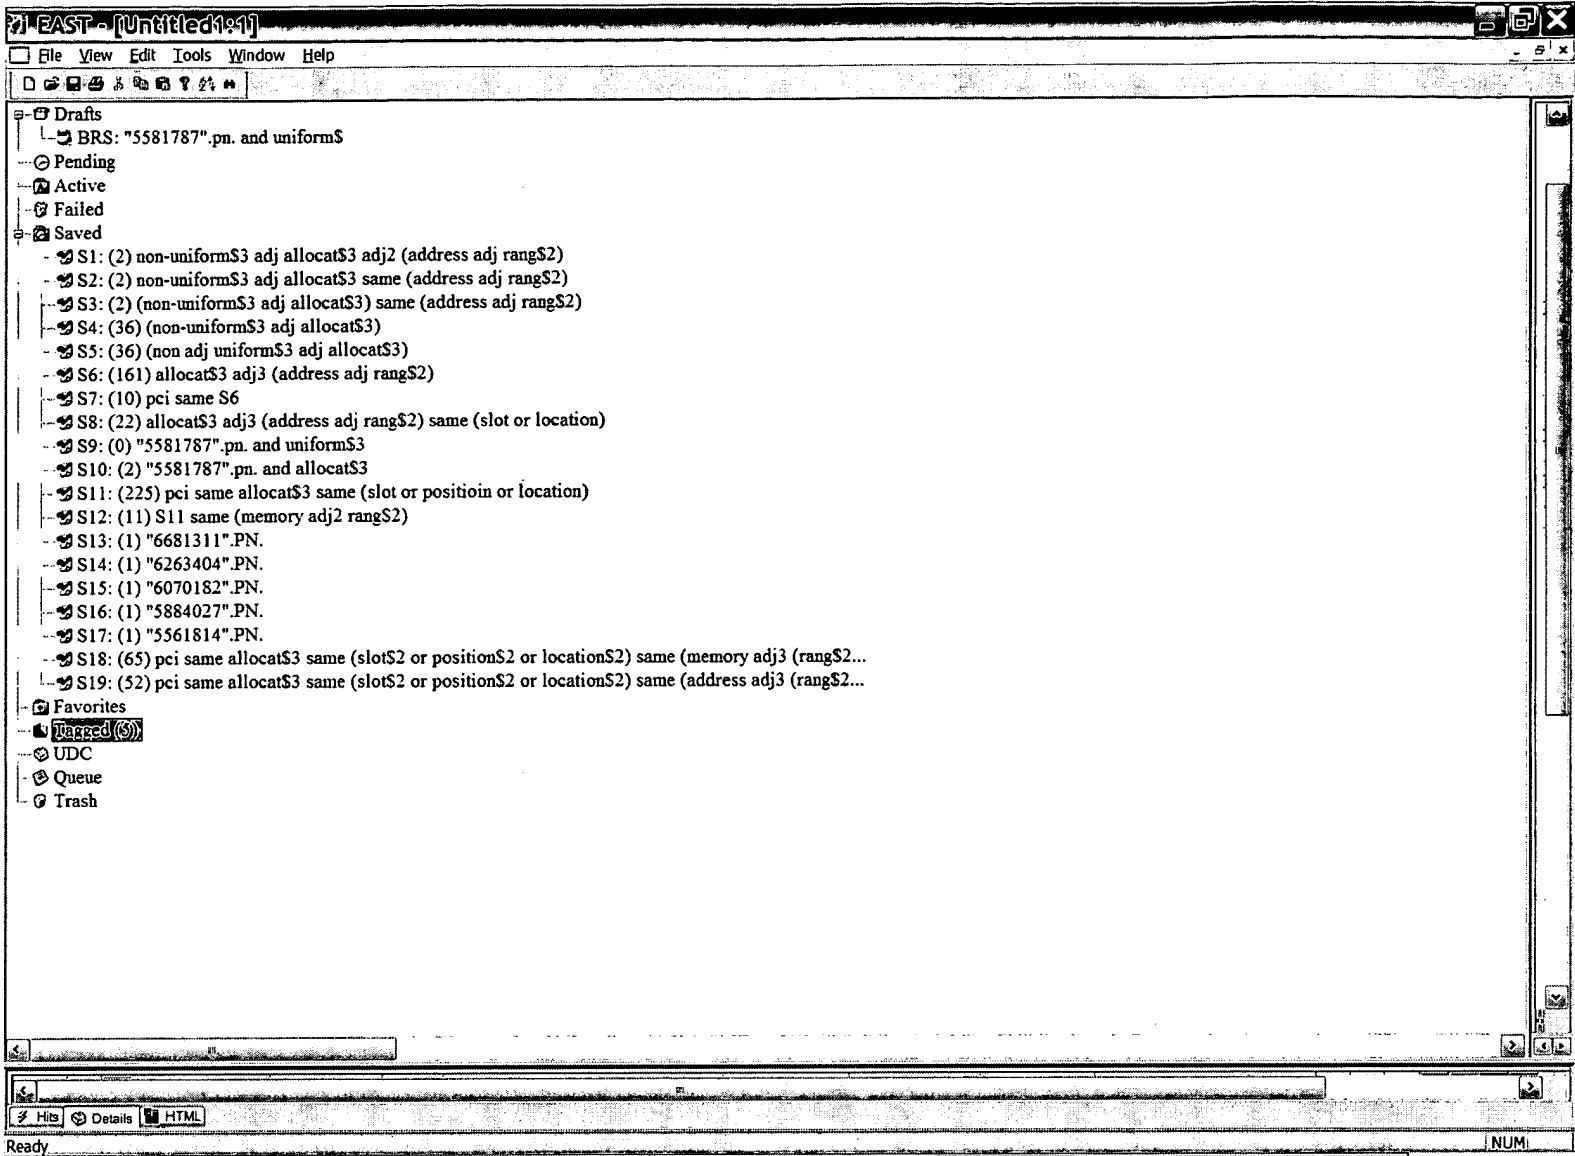 EAST - [Untitled1:1]
File View Edit Tools Window Help
Drafts
BRS: "5581787".pn. and uniform$
Pending
Active
Failed
Saved
S1: (2) non-uniform$3 adj allocat$3 adj2 (address adj rang$2)
S2: (2) non-uniform$3 adj allocat$3 same (address adj rang$2)
S3: (2) (non-uniform$3 adj allocat$3) same (address adj rang$2)
S4: (36) (non-uniform$3 adj allocat$3)
S5: (36) (non adj uniform$3 adj allocat$3)
S6: (161) allocat$3 adj3 (address adj rang$2)
S7: (10) pci same S6
S8: (22) allocat$3 adj3 (address adj rang$2) same (slot or location)
S9: (0) "5581787".pn. and uniform$3
S10: (2) "5581787".pn. and allocat$3
S11: (225) pci same allocat$3 same (slot or positioin or location)
S12: (11) S11 same (memory adj2 rang$2)
S13: (1) "6681311".PN.
S14: (1) "6263404".PN.
S15: (1) "6070182".PN.
S16: (1) "5884027".PN.
S17: (1) "5561814".PN.
S18: (65) pci same allocat$3 same (slot$2 or position$2 or location$2) same (memory adj3 (rang$2...
S19: (52) pci same allocat$3 same (slot$2 or position$2 or location$2) same (address adj3 (rang$2...
Favorites
Tagged (5)
UDC
Queue
Trash
Hits Details HTML
Ready NUM